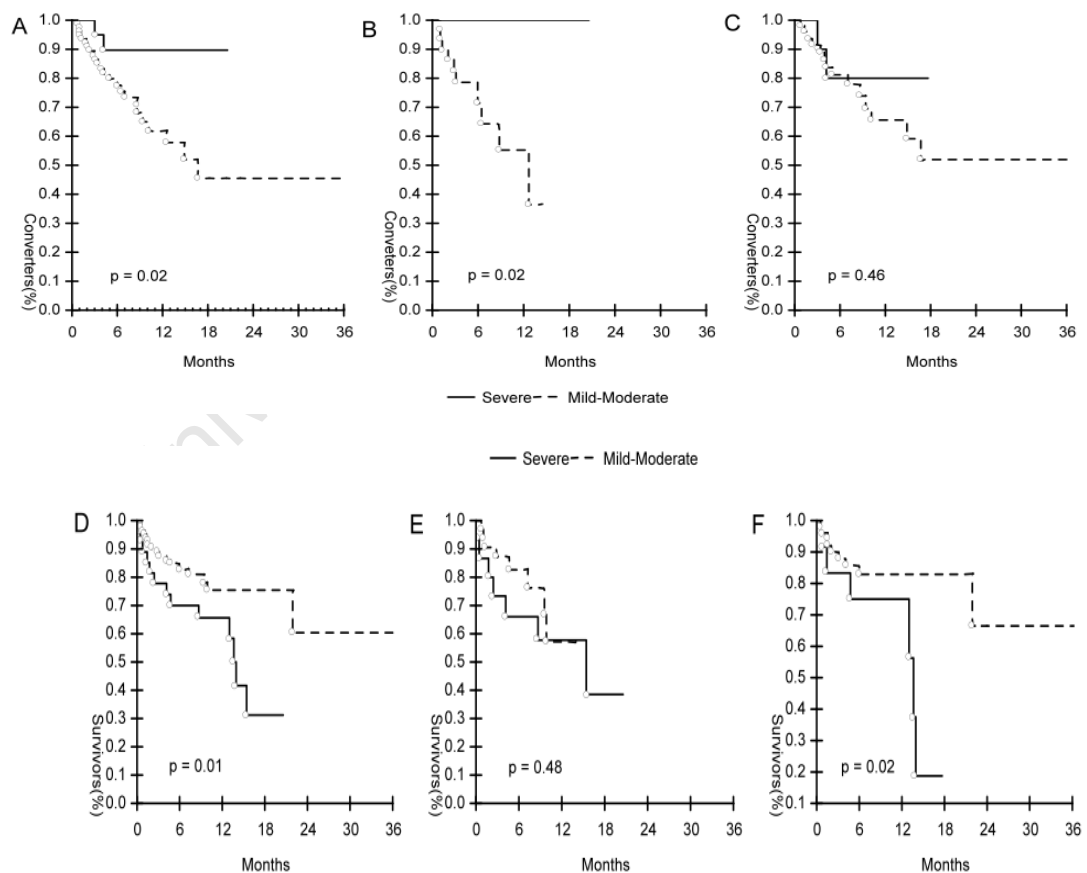 A
1.0
0.9
0.8
0.7
0.6
0.5
0.4
0.3
0.2
0.1
0.0
Converters(%)
p = 0.02
0 6 12 18 24 30 36
Months
B
1.0
0.9
0.8
0.7
0.6
0.5
0.4
0.3
0.2
0.1
0.0
Conveters(%)
p = 0.02
0 6 12 18 24 30 36
Months
C
1.0
0.9
0.8
0.7
0.6
0.5
0.4
0.3
0.2
0.1
0.0
Converters(%)
p = 0.46
0 6 12 18 24 30 36
Months
Severe Mild-Moderate
Severe Mild-Moderate
D
1.0
0.9
0.8
0.7
0.6
0.5
0.4
0.3
0.2
0.1
0.0
Survivors(%)
p = 0.01
0 6 12 18 24 30 36
Months
E
1.0
0.9
0.8
0.7
0.6
0.5
0.4
0.3
0.2
0.1
0.0
Survivors(%)
p = 0.48
0 6 12 18 24 30 36
Months
F
1.0
0.9
0.8
0.7
0.6
0.5
0.4
0.3
0.2
0.1
Survivors(%)
p = 0.02
0 6 12 18 24 30 36
Months